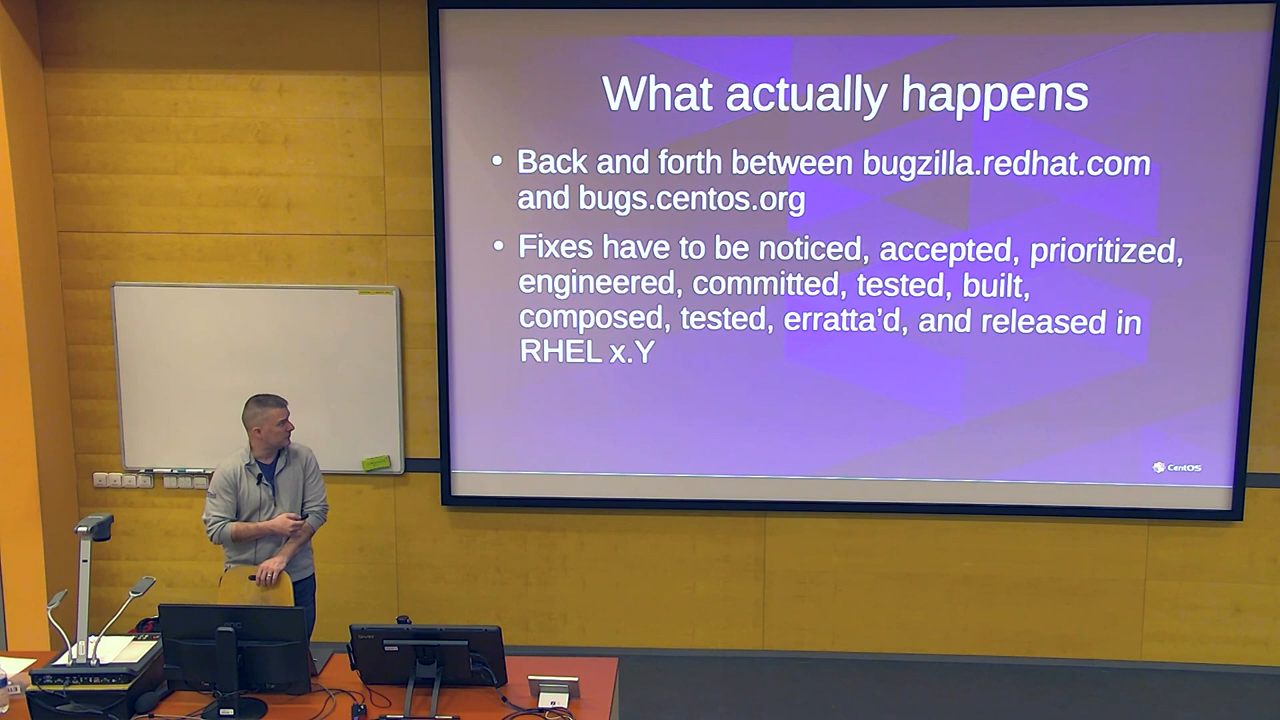 What actually happens
• Back and forth between bugzilla.redhat.com
and bugs.centos.org
• Fixes have to be noticed, accepted, prioritized,
engineered, committed, tested, built,
composed, tested, erratta’d, and released in
RHEL x.Y
CentOS